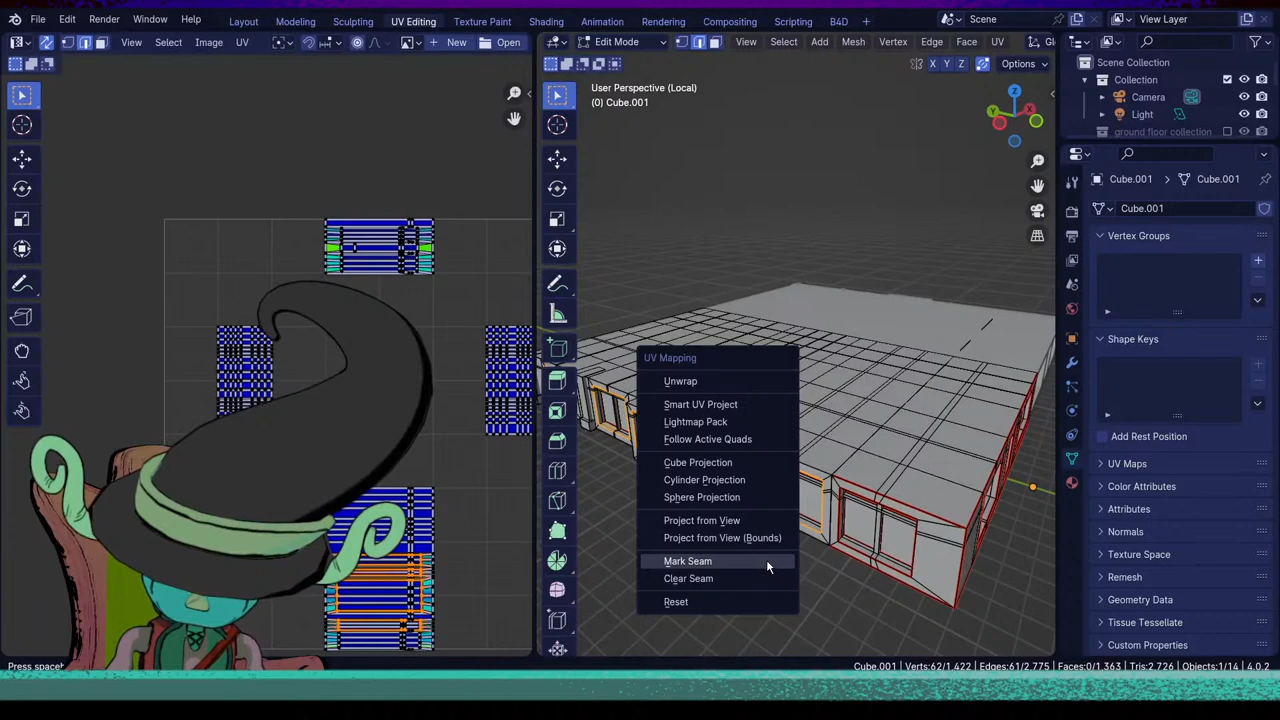 File Edit Render Window Help Layout Modeling Sculpting UV Editing Texture Paint Shading Animation Rendering Compositing Scripting B4D + Scene View Layer
View Select Image UV New Open Edit Mode View Select Add Mesh Vertex Edge Face UV
X Y Z Options
User Perspective (Local)
(0) Cube.001
Z
Y
X
UV Mapping
Unwrap
Smart UV Project
Lightmap Pack
Follow Active Quads
Cube Projection
Cylinder Projection
Sphere Projection
Project from View
Project from View (Bounds)
Mark Seam
Clear Seam
Reset
Scene Collection
Collection
Camera
Light
ground floor collection
Cube.001 Cube.001
Cube.001
Vertex Groups
Shape Keys
Add Rest Position
UV Maps
Color Attributes
Attributes
Normals
Texture Space
Remesh
Geometry Data
Texture Tessellate
Custom Properties
Cube.001 | Verts:62/1.422 | Edges:61/2.775 | Faces:0/1.363 | Tris:2.726 | Objects:1/14 | 4.0.2